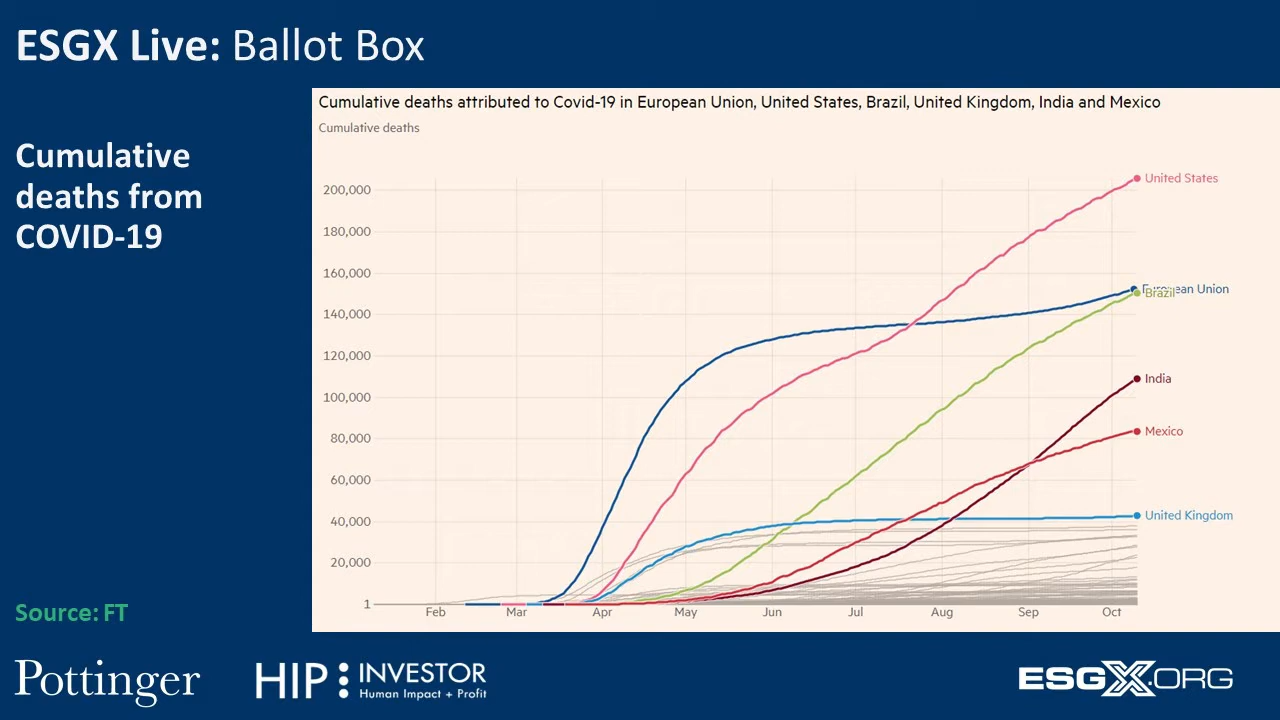 ESGX Live: Ballot Box
Cumulative
deaths from
COVID-19
Cumulative deaths attributed to Covid-19 in European Union, United States, Brazil, United Kingdom, India and Mexico
Cumulative deaths
200,000
180,000
160,000
140,000
120,000
100,000
80,000
60,000
40,000
20,000
1
Feb Mar Apr May Jun Jul Aug Sep Oct
United States
European Union
Brazil
India
Mexico
United Kingdom
Source: FT
Pottinger
HIP INVESTOR
Human Impact + Profit
ESGX.ORG